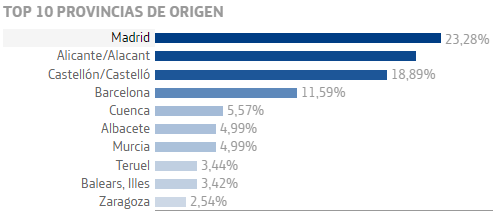 TOP 10 PROVINCIAS DE ORIGEN
Madrid 23,28%
Alicante/Alacant
Castellón/Castelló 18,89%
Barcelona 11,59%
Cuenca 5,57%
Albacete 4,99%
Murcia 4,99%
Teruel 3,44%
Balears, Illes 3,42%
Zaragoza 2,54%